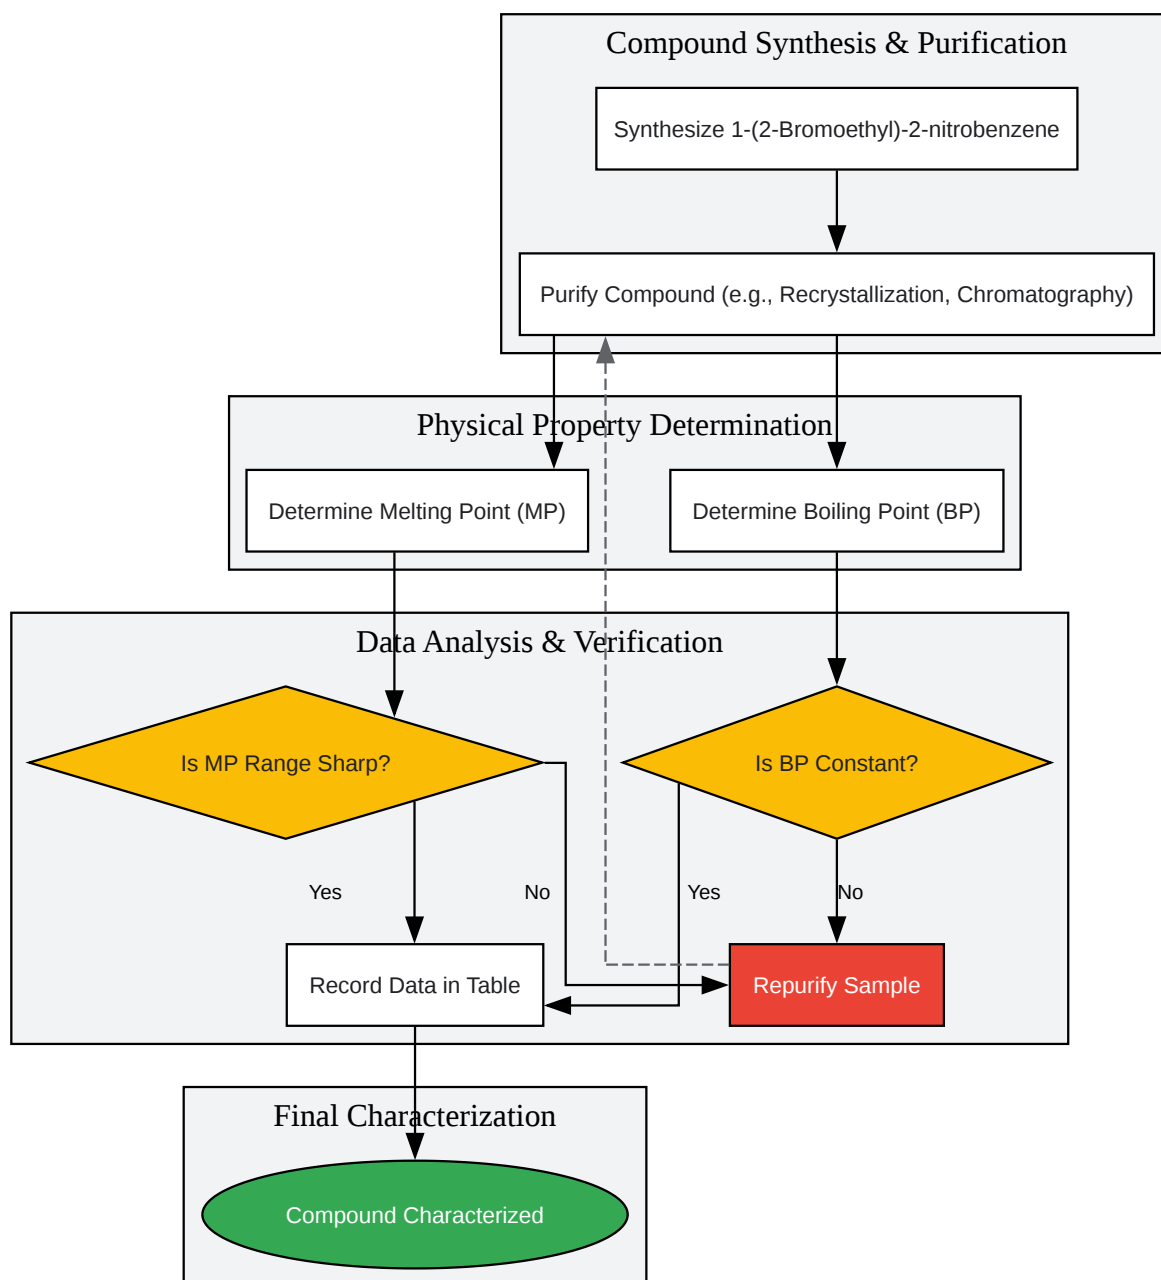 Compound Synthesis & Purification
Synthesize 1-(2-Bromoethyl)-2-nitrobenzene
Purify Compound (e.g., Recrystallization, Chromatography)
Physical Property Determination
Determine Melting Point (MP)
Determine Boiling Point (BP)
Data Analysis & Verification
Is MP Range Sharp?
Is BP Constant?
Yes
No
Yes
No
Record Data in Table
Repurify Sample
Final Characterization
Compound Characterized